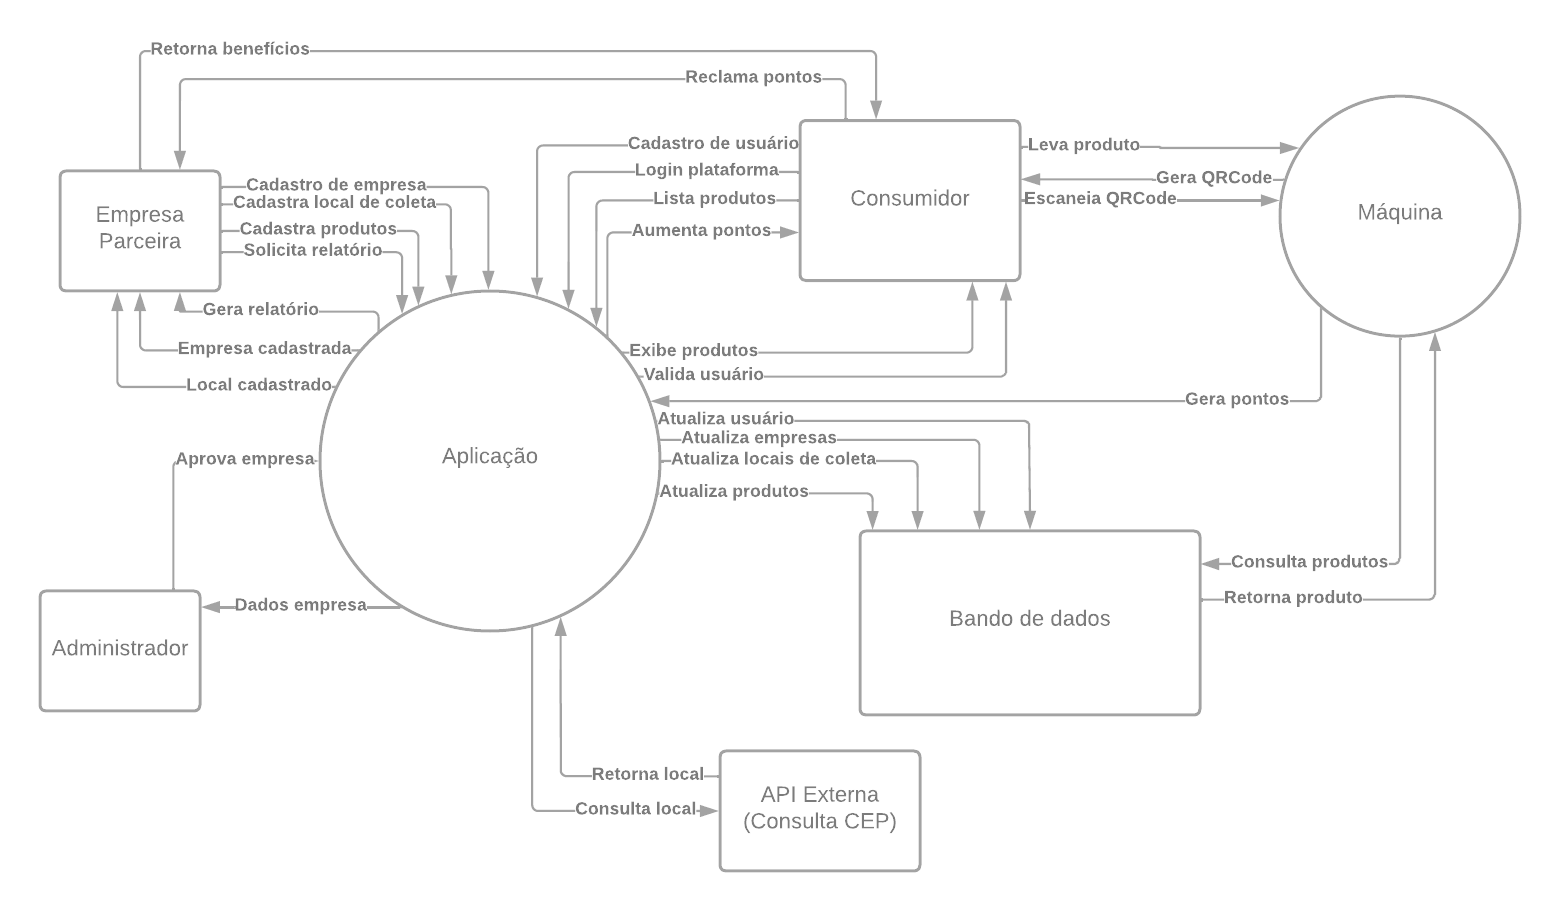 Retorna benefícios
Reclama pontos
Cadastro de usuário
Login plataforma
Lista produtos
Aumenta pontos
Consumidor
Leva produto
Gera QRCode
Escaneia QRCode
Máquina
Empresa
Parceira
Cadastro de empresa
Cadastra local de coleta
Cadastra produtos
Solicita relatório
Gera relatório
Empresa cadastrada
Local cadastrado
Exibe produtos
Valida usuário
Gera pontos
Atualiza usuário
Atualiza empresas
Atualiza locais de coleta
Atualiza produtos
Aplicação
Aprova empresa
Dados empresa
Administrador
Consulta produtos
Retorna produto
Bando de dados
Retorna local
Consulta local
API Externa
(Consulta CEP)